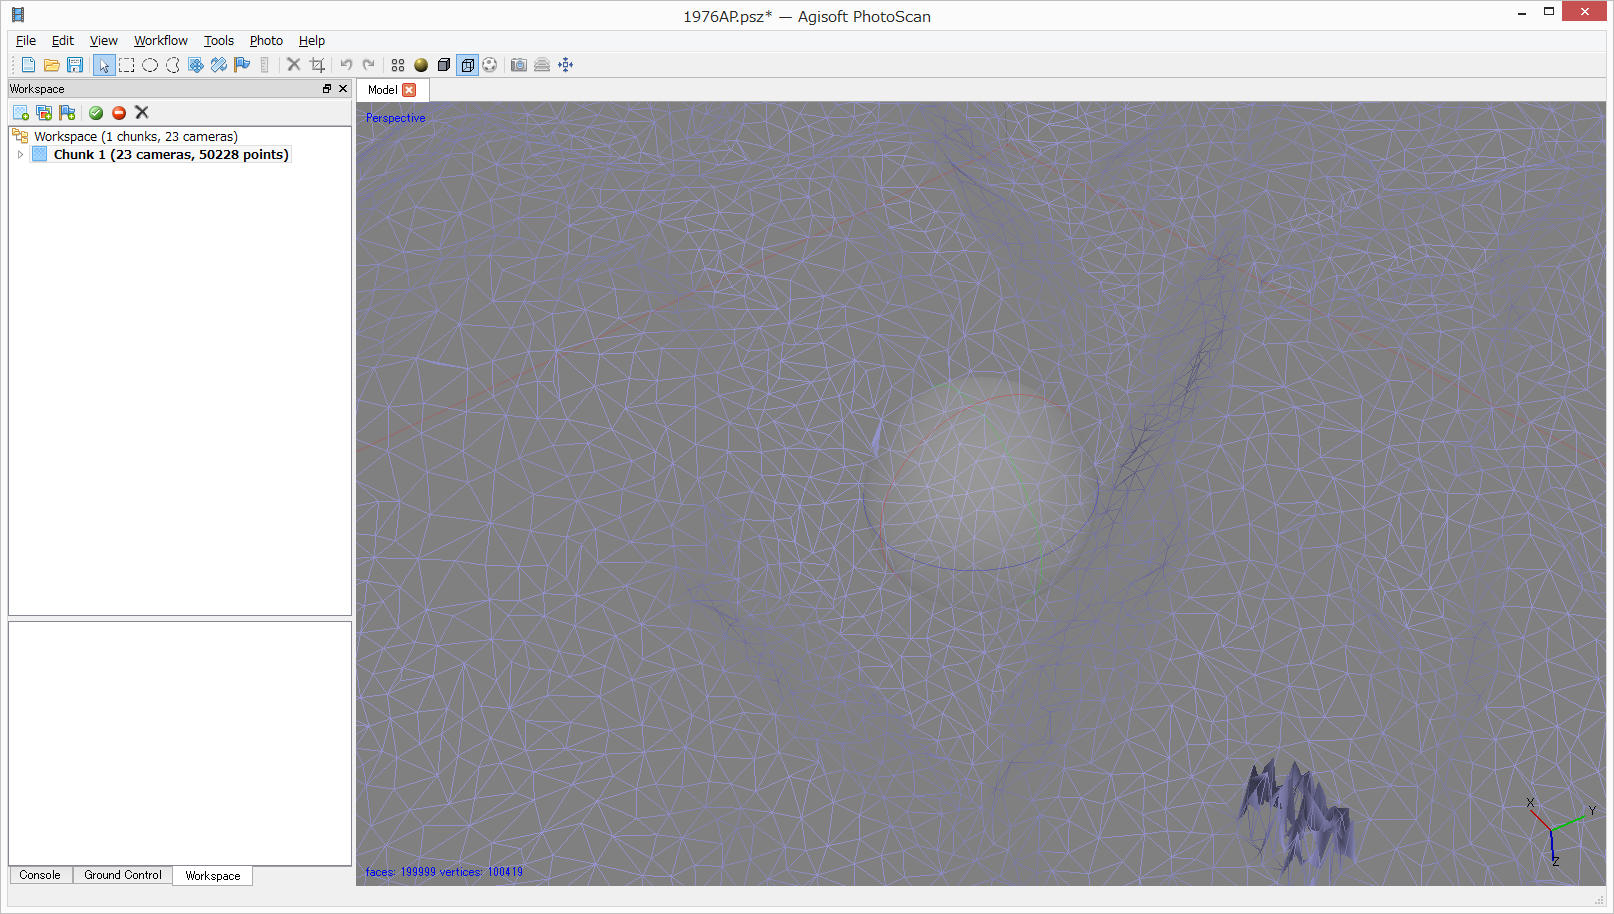 1976AP.psz* — Agisoft PhotoScan
File Edit View Workflow Tools Photo Help
Workspace
Model
Perspective
Workspace (1 chunks, 23 cameras)
Chunk 1 (23 cameras, 50228 points)
X
Y
Z
faces: 199999 vertices: 100419
Console Ground Control Workspace